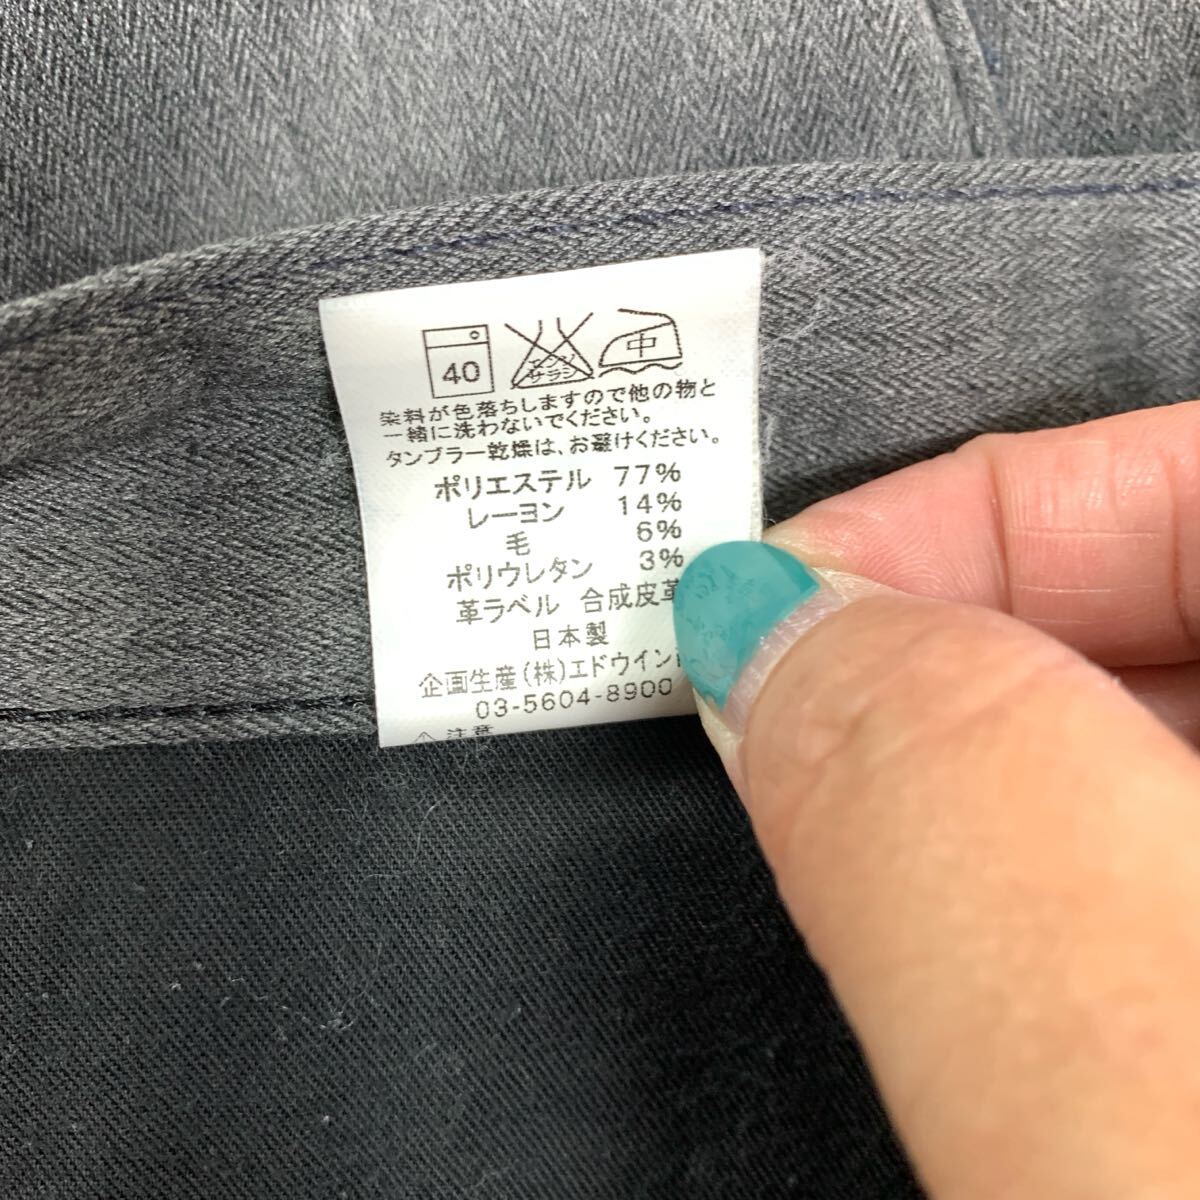 40 エンソ サラシ 中
染料が色落ちしますので他の物と
一緒に洗わないでください。
タンブラー乾燥は、お避けください。
ポリエステル 77%
レーヨン 14%
毛 6%
ポリウレタン 3%
革ラベル 合成皮革
日本製
企画生産(株)エドウイン
03-5604-8900
注意